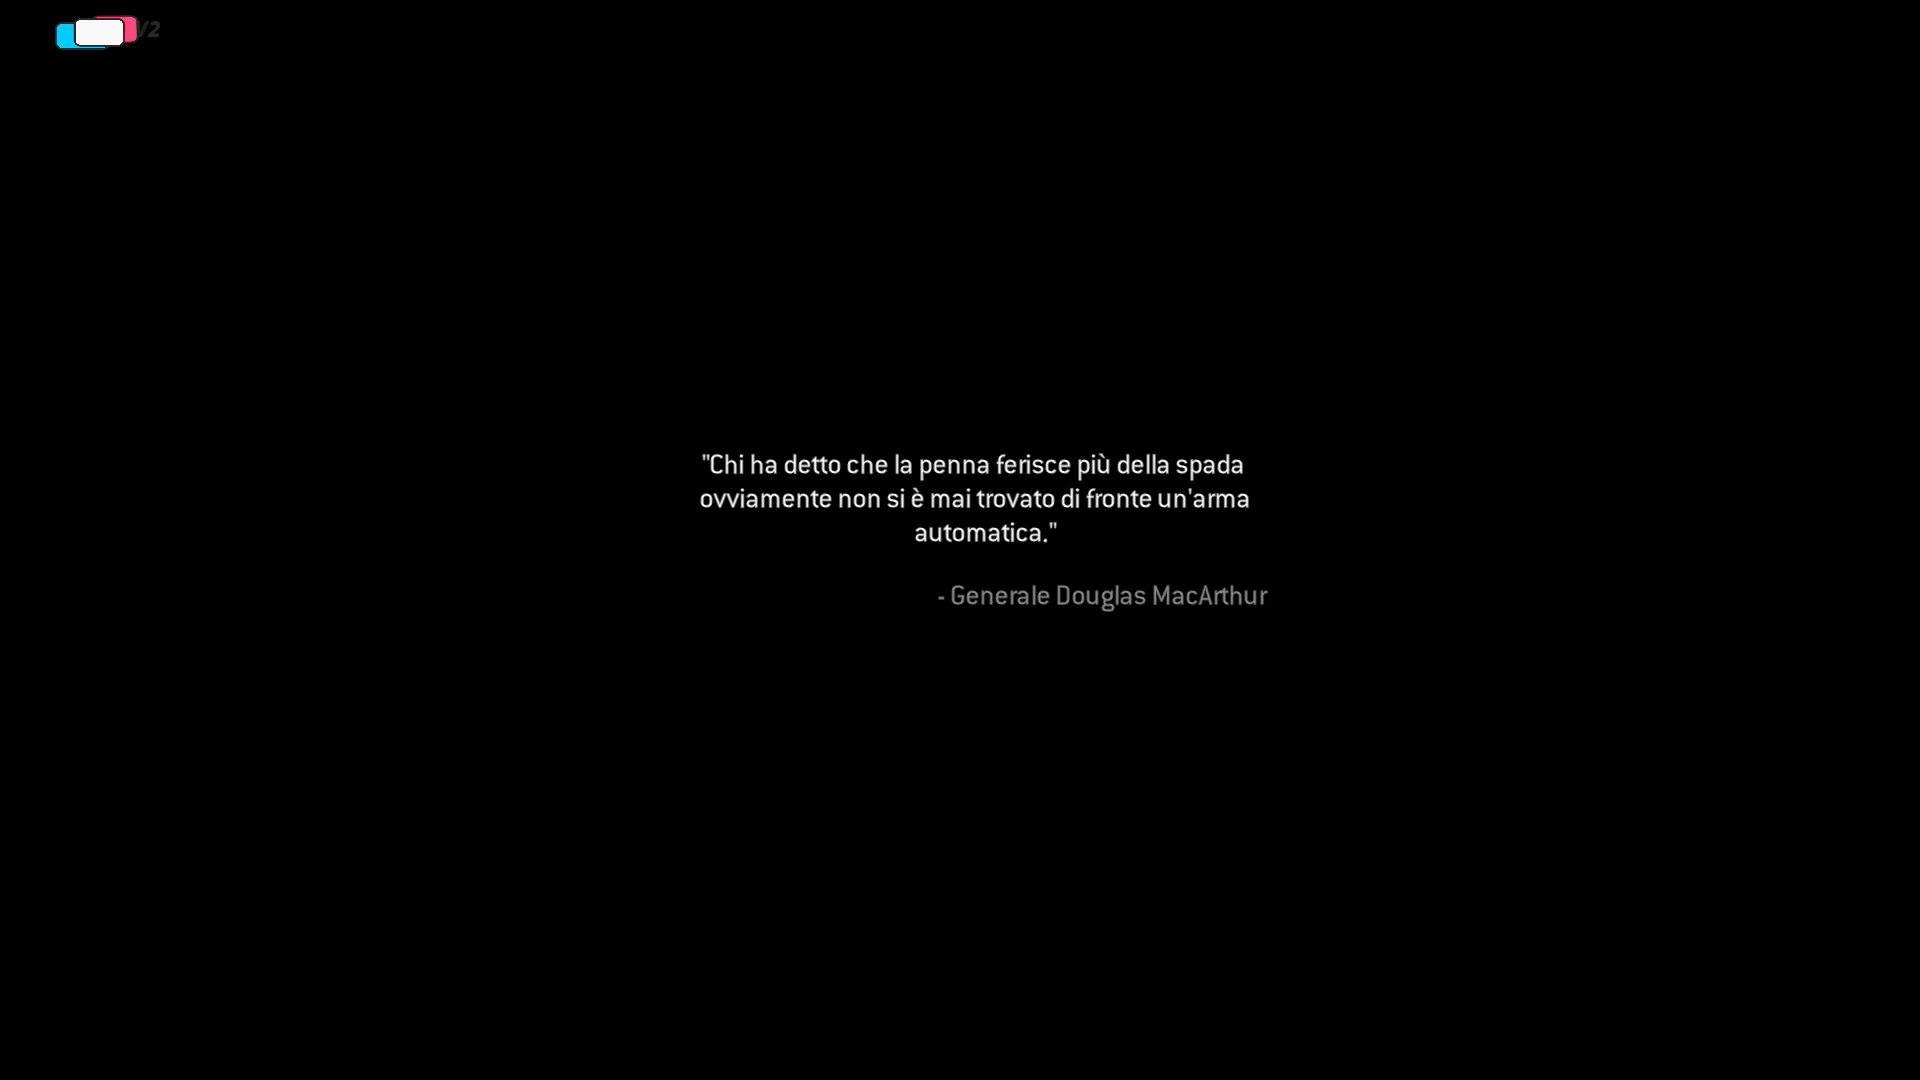 /2
"Chi ha detto che la penna ferisce più della spada
ovviamente non si è mai trovato di fronte un'arma
automatica."
- Generale Douglas MacArthur